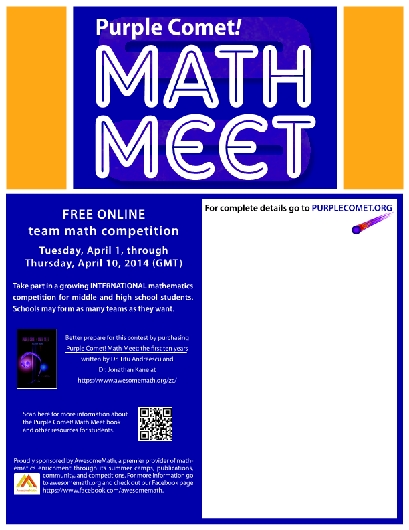 Purple Comet!
MATH
MEET
FREE ONLINE
team math competition
Tuesday, April 1, through
Thursday, April 10, 2014 (GMT)
Take part in a growing INTERNATIONAL mathematics
competition for middle and high school students.
Schools may form as many teams as they want.
Better prepare for this contest by purchasing
Purple Comet! Math Meet: the first ten years
written by Dr. Titu Andreescu and
Dr. Jonathan Kane at
https://www.awesomemath.org/
Scan here for more information about
the Purple Comet! Math Meet book
and other resources for students.
Proudly sponsored by AwesomeMath, a premier provider of math-
ematics enrichment through its summer camps, publications,
community, and competitions. For more information go
to awesomemath.org and check out our Facebook page
https://www.facebook.com/awesomemath.
For complete details go to PURPLECOMET.ORG